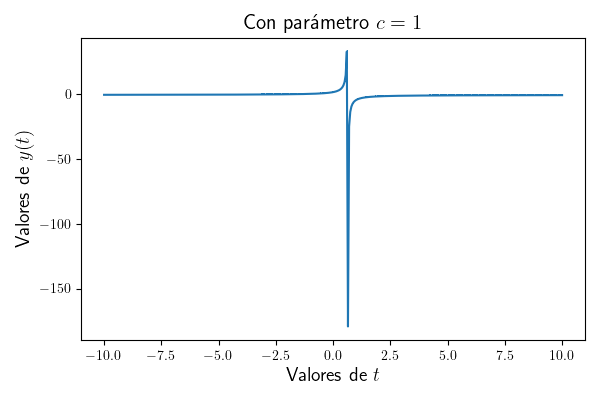 Con parámetro c = 1
Valores de y(t)
0
−50
−100
−150
−10.0 −7.5 −5.0 −2.5 0.0 2.5 5.0 7.5 10.0
Valores de t